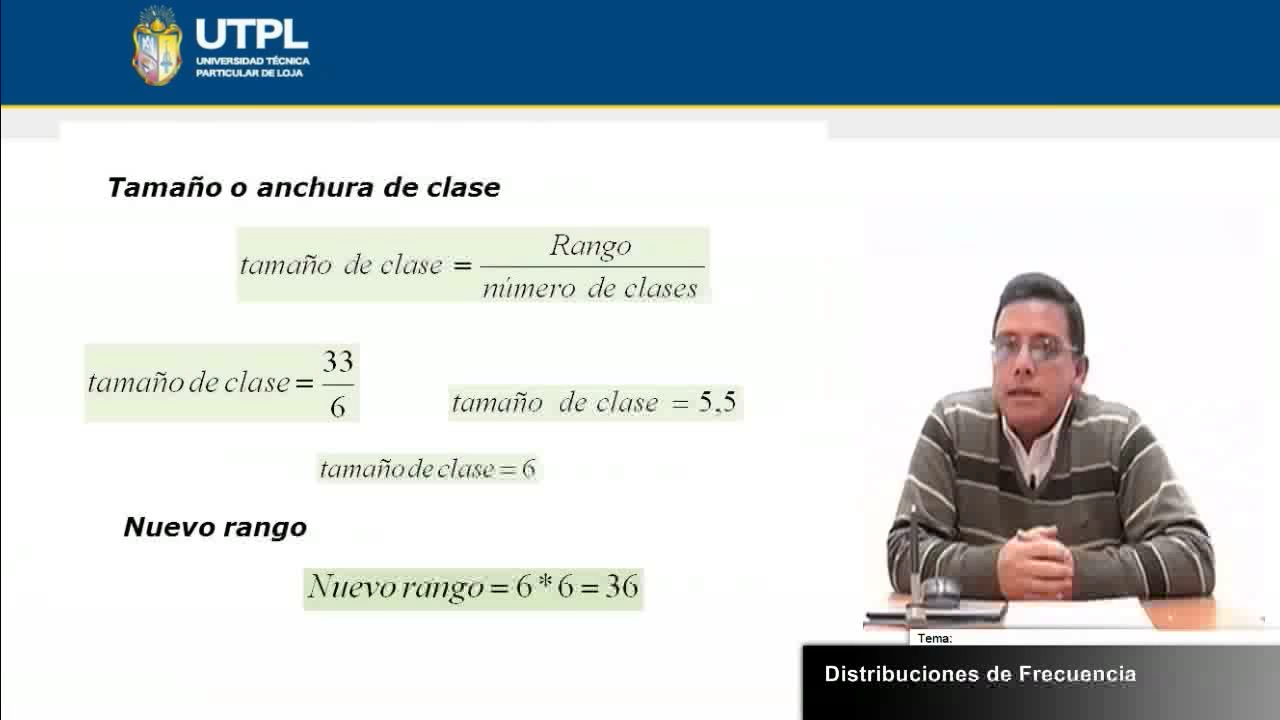 UTPL
UNIVERSIDAD TÉCNICA
PARTICULAR DE LOJA
Tamaño o anchura de clase
tamaño de clase = Rango / número de clases
tamaño de clase = 33 / 6
tamaño de clase = 5,5
tamaño de clase = 6
Nuevo rango
Nuevo rango = 6 * 6 = 36
Tema:
Distribuciones de Frecuencia